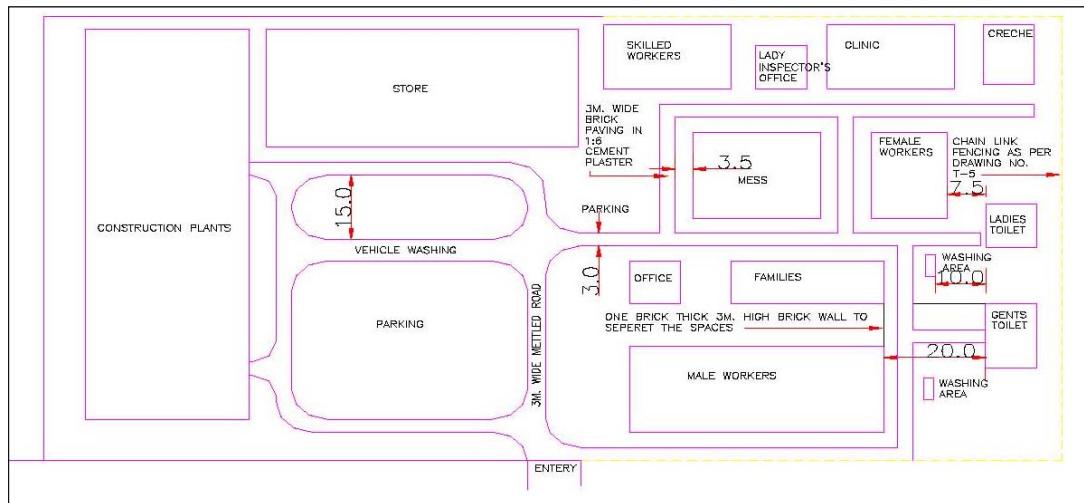 SKILLED
WORKERS
LADY
INSPECTOR'S
OFFICE
CLINIC
CRECHE
STORE
3M. WIDE
BRICK
PAVING IN
1:6
CEMENT
PLASTER
3.5
MESS
FEMALE
WORKERS
CHAIN LINK
FENCING AS PER
DRAWING NO.
T-5
7.5
15.0
PARKING
LADIES
TOILET
CONSTRUCTION PLANTS
VEHICLE WASHING
3.0
OFFICE
FAMILIES
WASHING
AREA
10.0
ONE BRICK THICK 3M. HIGH BRICK WALL TO
SEPERET THE SPACES
GENTS
TOILET
PARKING
3M. WIDE METTLED ROAD
20.0
MALE WORKERS
WASHING
AREA
ENTERY